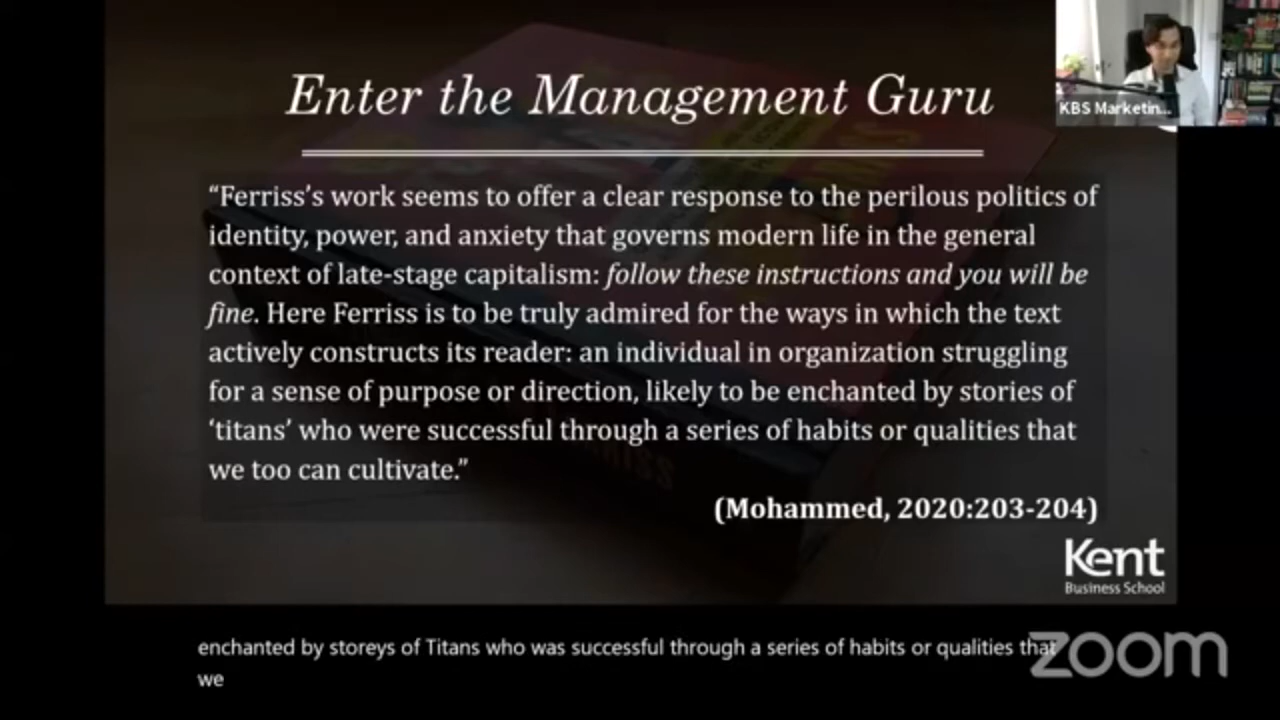 Enter the Management Guru
KBS Marketin...
“Ferriss’s work seems to offer a clear response to the perilous politics of
identity, power, and anxiety that governs modern life in the general
context of late-stage capitalism: follow these instructions and you will be
fine. Here Ferriss is to be truly admired for the ways in which the text
actively constructs its reader: an individual in organization struggling
for a sense of purpose or direction, likely to be enchanted by stories of
‘titans’ who were successful through a series of habits or qualities that
we too can cultivate.”
(Mohammed, 2020:203-204)
Kent
Business School
enchanted by storeys of Titans who was successful through a series of habits or qualities that
we
zoom